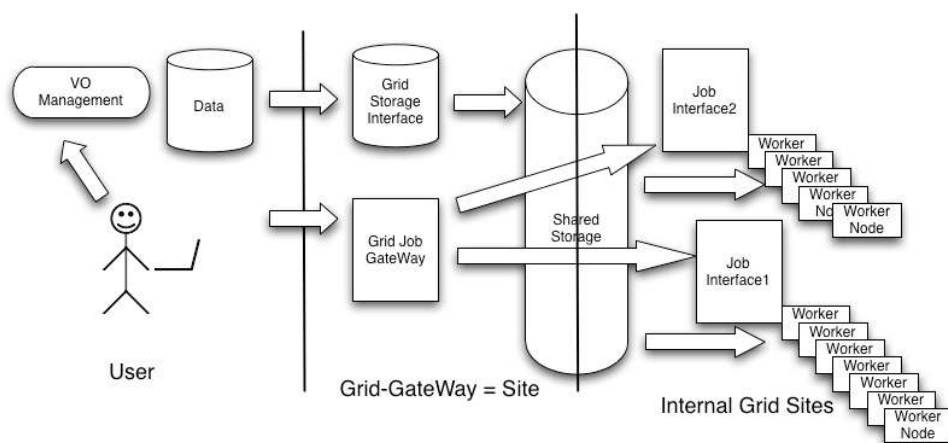 VO
Management
Data
Grid
Storage
Interface
Job
Interface2
Worker
Worker
Worker
Worker
Worker
Node
Grid Job
GateWay
Shared
Storage
Job
Interface1
Worker
Worker
Worker
Worker
Worker
Worker
Worker
Node
User
Grid-GateWay = Site
Internal Grid Sites